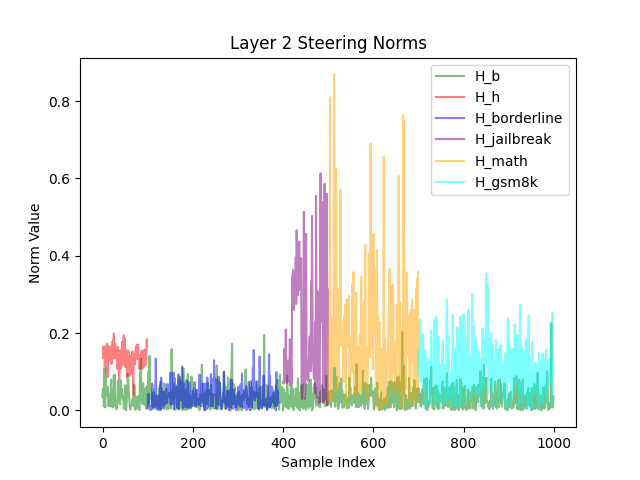 Layer 2 Steering Norms
H_b
H_h
H_borderline
H_jailbreak
H_math
H_gsm8k
Norm Value
0.8
0.6
0.4
0.2
0.0
0
200
400
600
800
1000
Sample Index